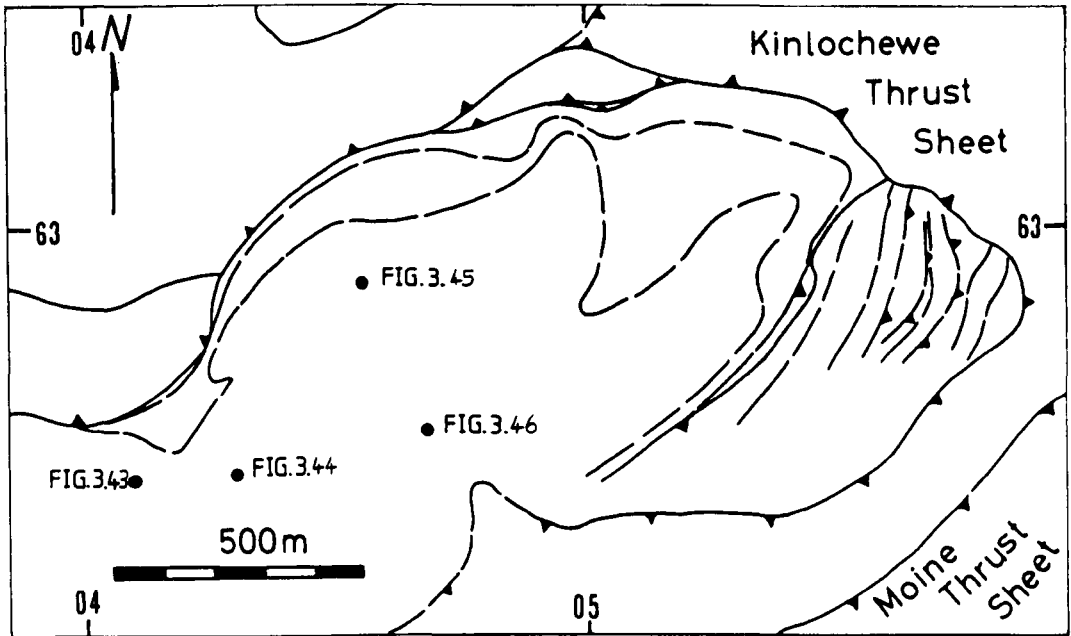 04
N
Kinlochewe
Thrust
Sheet
63
63
FIG.3.45
FIG.3.46
FIG.3.43
FIG.3.44
500m
Moine
Thrust
Sheet
04
05